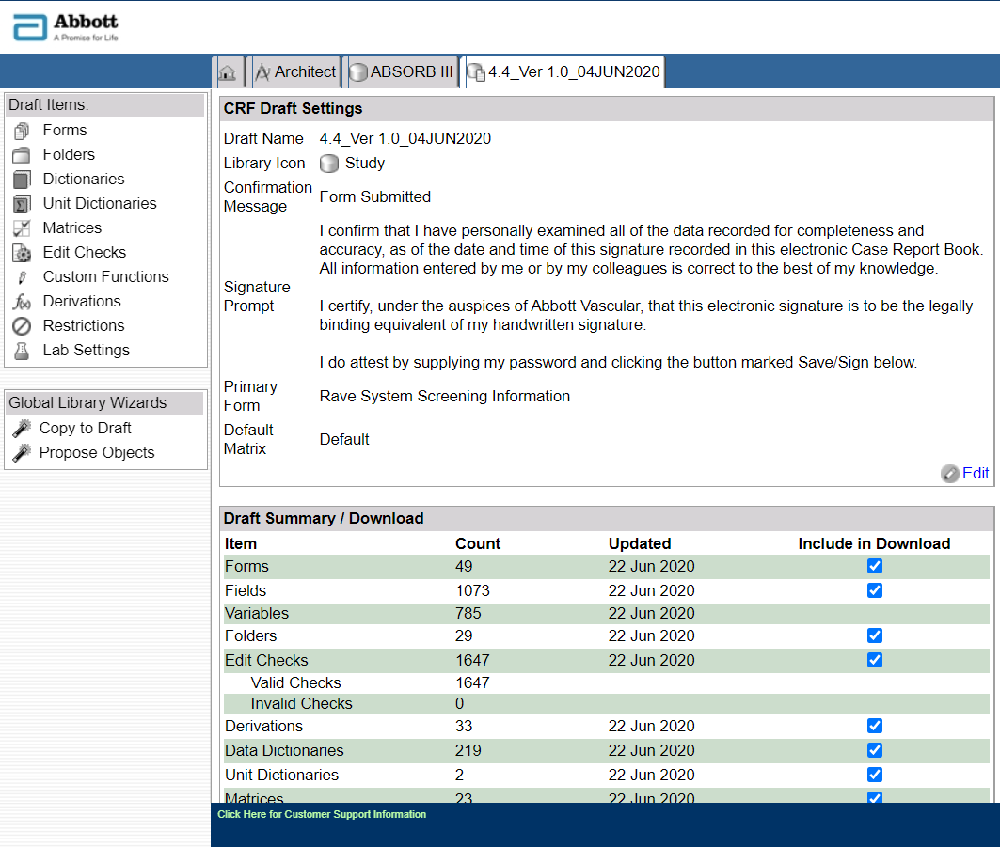 Abbott
A Promise for Life
Architect ABSORB III 4.4_Ver 1.0_04JUN2020
Draft Items:
Forms
Folders
Dictionaries
Unit Dictionaries
Matrices
Edit Checks
Custom Functions
Derivations
Restrictions
Lab Settings
Global Library Wizards
Copy to Draft
Propose Objects
CRF Draft Settings
Draft Name 4.4_Ver 1.0_04JUN2020
Library Icon Study
Confirmation
Message
Form Submitted
Signature
Prompt
I confirm that I have personally examined all of the data recorded for completeness and
accuracy, as of the date and time of this signature recorded in this electronic Case Report Book.
All information entered by me or by my colleagues is correct to the best of my knowledge.
I certify, under the auspices of Abbott Vascular, that this electronic signature is to be the legally
binding equivalent of my handwritten signature.
I do attest by supplying my password and clicking the button marked Save/Sign below.
Primary
Form
Rave System Screening Information
Default
Matrix
Default
Edit
Draft Summary / Download
Item Count Updated Include in Download
Forms 49 22 Jun 2020
Fields 1073 22 Jun 2020
Variables 785 22 Jun 2020
Folders 29 22 Jun 2020
Edit Checks 1647 22 Jun 2020
Valid Checks 1647
Invalid Checks 0
Derivations 33 22 Jun 2020
Data Dictionaries 219 22 Jun 2020
Unit Dictionaries 2 22 Jun 2020
Matrices 23 22 Jun 2020
Click Here for Customer Support Information